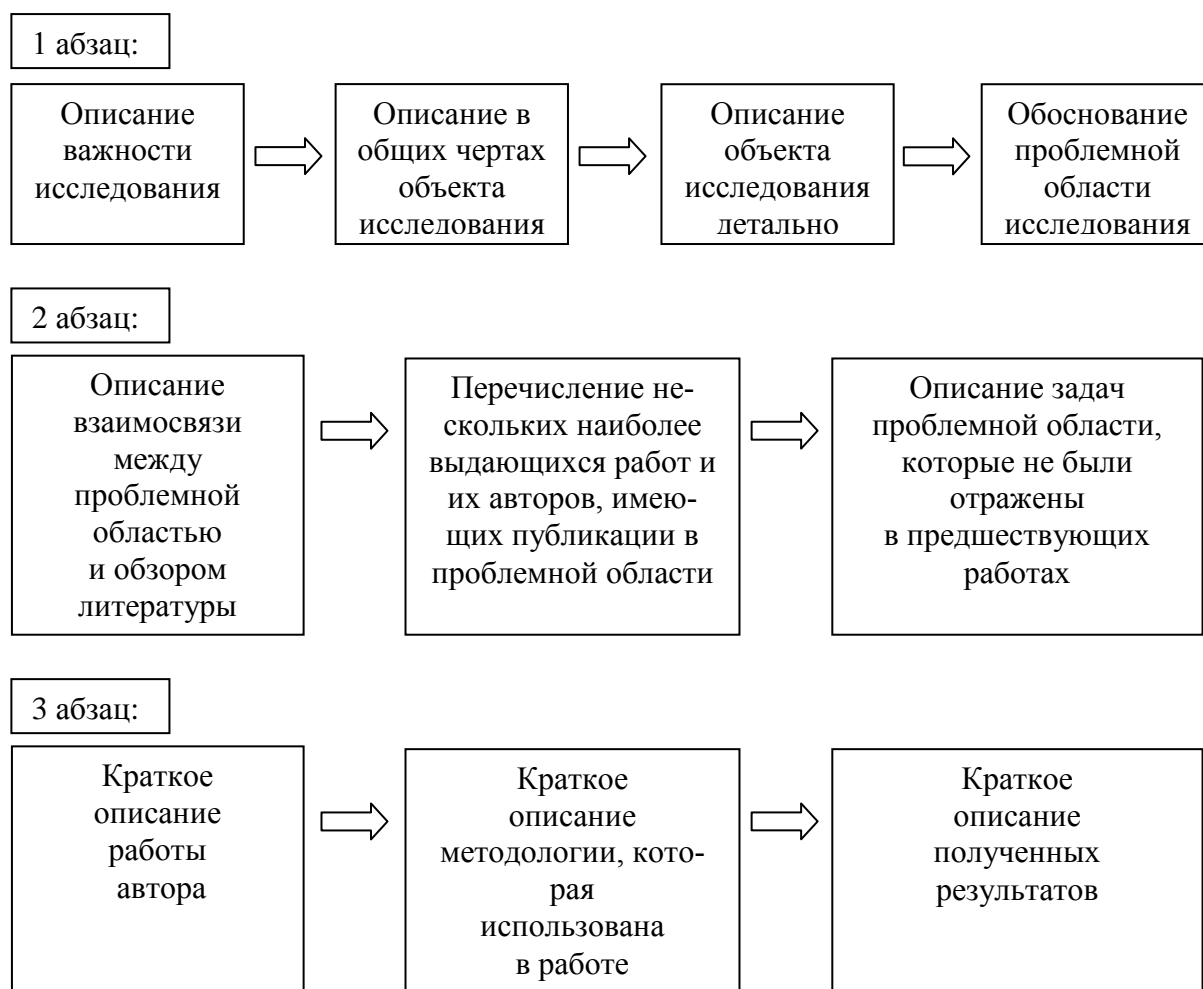 1 абзац:
Описание
важности
исследования
Описание в
общих чертах
объекта
исследования
Описание
объекта
исследования
детально
Обоснование
проблемной
области
исследования
2 абзац:
Описание
взаимосвязи
между
проблемной
областью
и обзором
литературы
Перечисление не-
скольких наиболее
выдающихся работ и
их авторов, имею-
щих публикации в
проблемной области
Описание задач
проблемной области,
которые не были
отражены
в предшествующих
работах
3 абзац:
Краткое
описание
работы
автора
Краткое
описание
методологии, кото-
рая
использована
в работе
Краткое
описание
полученных
результатов